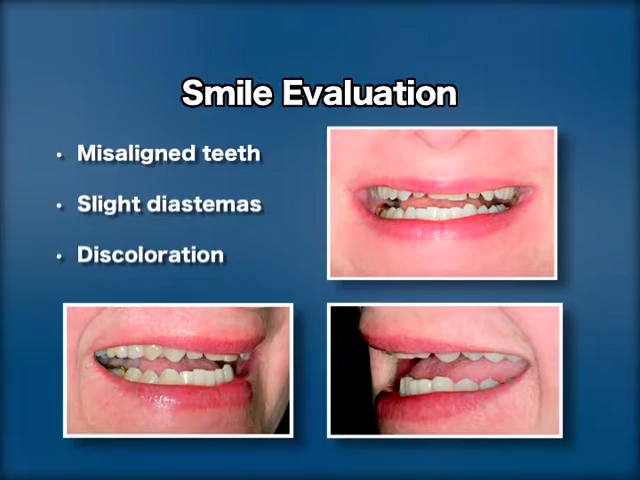 Smile Evaluation
• Misaligned teeth
• Slight diastemas
• Discoloration